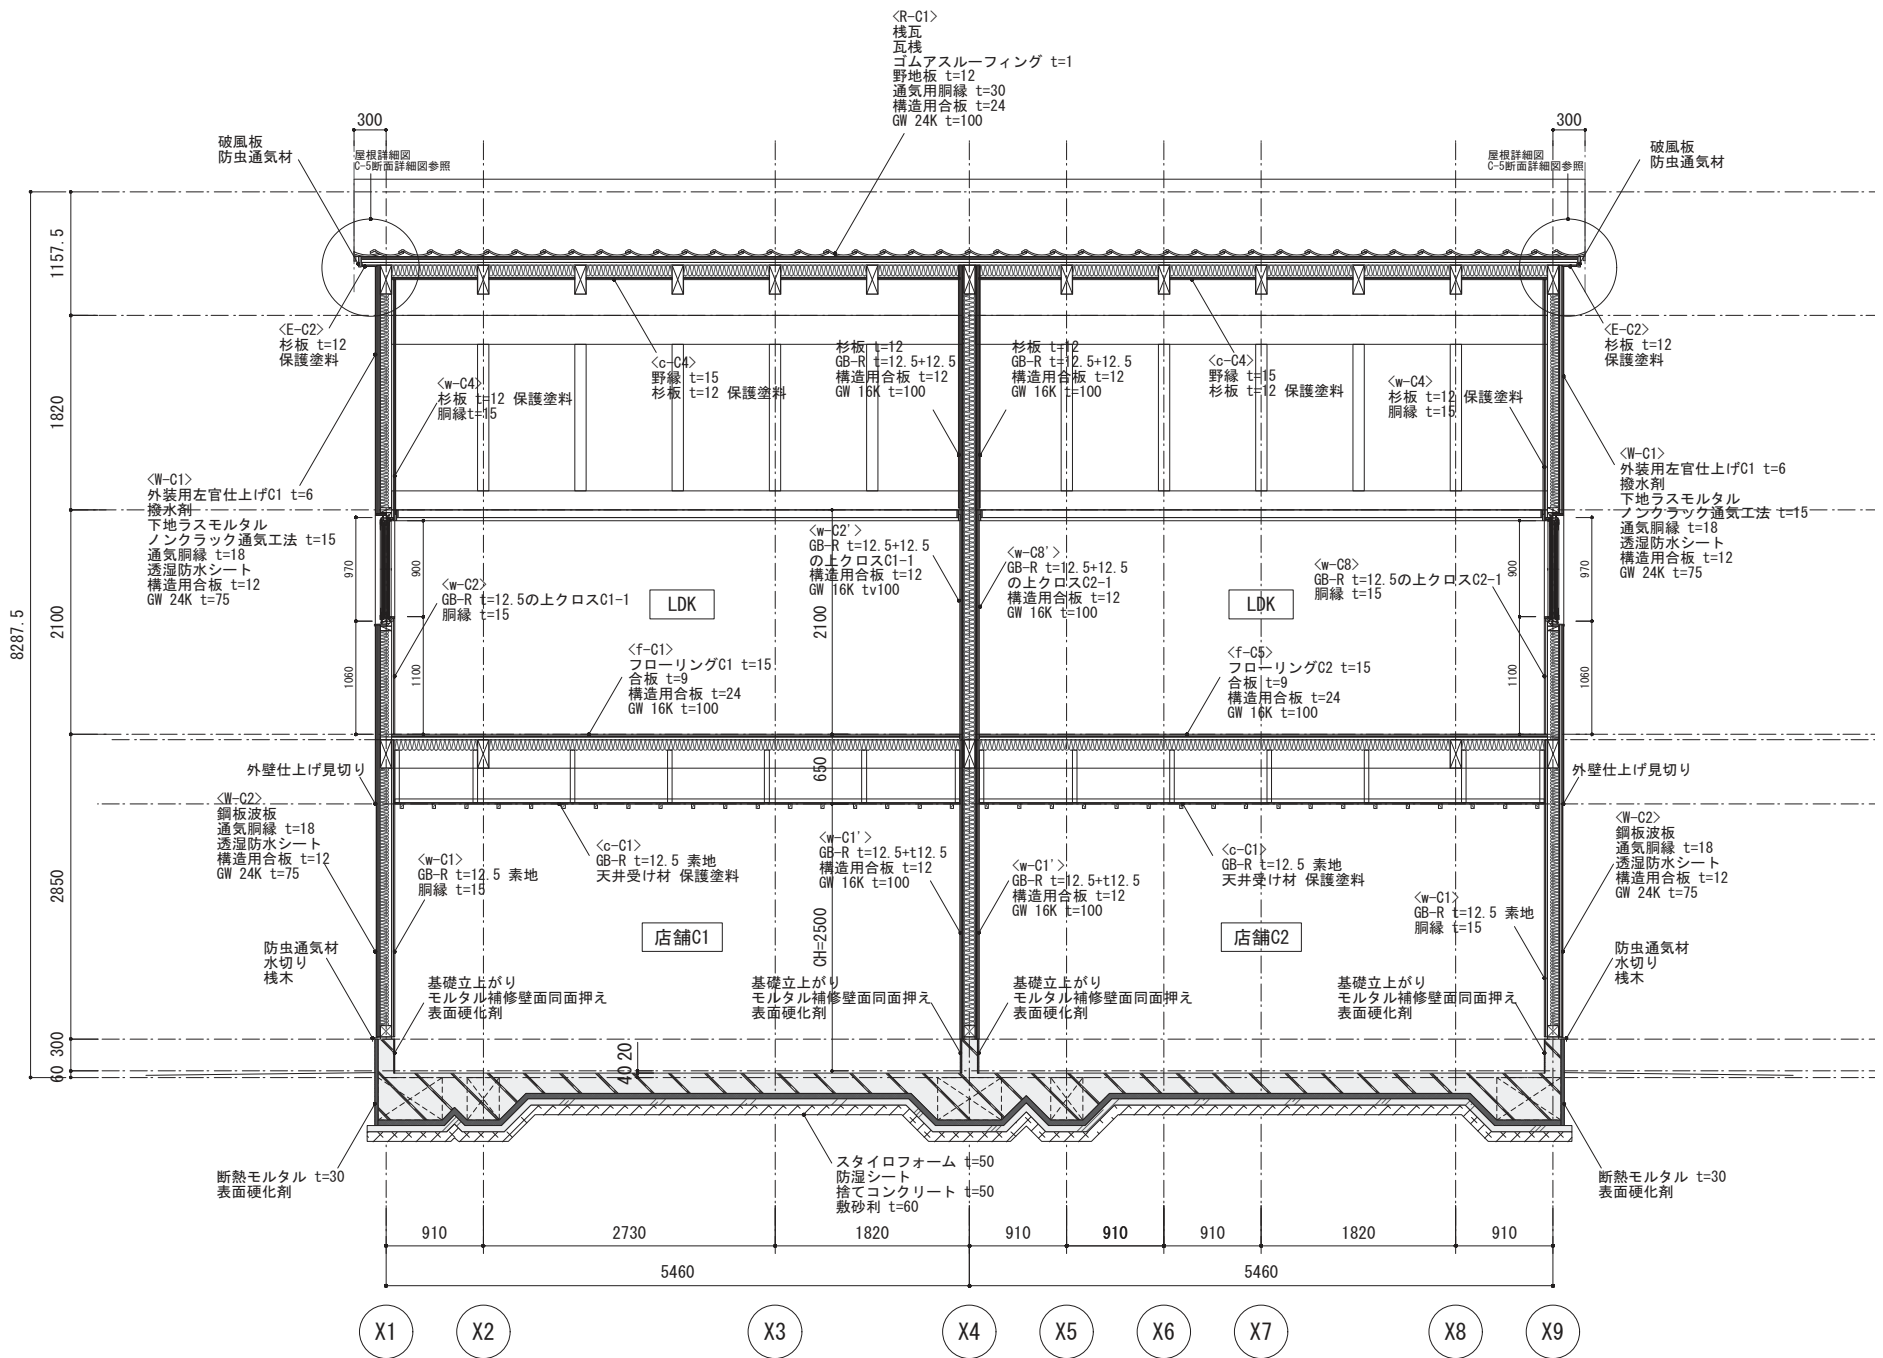 <R-C1>
桟瓦
瓦桟
ゴムアスルーフィング t=1
野地板 t=12
通気用胴縁 t=30
構造用合板 t=24
GW 24K t=100
300
300
破風板
防虫通気材
屋根詳細図
C-5断面詳細図参照
屋根詳細図
C-5断面詳細図参照
破風板
防虫通気材
8287.5
1157.5
1820
2100
2850
300
60
<E-C2>
杉板 t=12
保護塗料
<w-C4>
杉板 t=12 保護塗料
胴縁t=15
<c-C4>
野縁 t=15
杉板 t=12 保護塗料
杉板 t=12
GB-R t=12.5+12.5
構造用合板 t=12
GW 16K t=100
杉板 t=12
GB-R t=12.5+12.5
構造用合板 t=12
GW 16K t=100
<c-C4>
野縁 t=15
杉板 t=12 保護塗料
<w-C4>
杉板 t=12 保護塗料
胴縁 t=15
<E-C2>
杉板 t=12
保護塗料
<W-C1>
外装用左官仕上げC1 t=6
撥水剤
下地ラスモルタル
ノンクラック通気工法 t=15
通気胴縁 t=18
透湿防水シート
構造用合板 t=12
GW 24K t=75
<W-C1>
外装用左官仕上げC1 t=6
撥水剤
下地ラスモルタル
ノンクラック通気工法 t=15
通気胴縁 t=18
透湿防水シート
構造用合板 t=12
GW 24K t=75
970
900
1060
1100
<w-C2>
GB-R t=12.5の上クロスC1-1
胴縁 t=15
LDK
<w-C2'>
GB-R t=12.5+12.5
の上クロスC1-1
構造用合板 t=12
GW 16K tv100
2100
<w-C8'>
GB-R t=12.5+12.5
の上クロスC2-1
構造用合板 t=12
GW 16K t=100
LDK
<w-C8>
GB-R t=12.5の上クロスC2-1
胴縁 t=15
900
970
1100
1060
<f-C1>
フローリングC1 t=15
合板 t=9
構造用合板 t=24
GW 16K t=100
<f-C5>
フローリングC2 t=15
合板 t=9
構造用合板 t=24
GW 16K t=100
外壁仕上げ見切り
650
外壁仕上げ見切り
<W-C2>
鋼板波板
通気胴縁 t=18
透湿防水シート
構造用合板 t=12
GW 24K t=75
<w-C1>
GB-R t=12.5 素地
胴縁 t=15
<c-C1>
GB-R t=12.5 素地
天井受け材 保護塗料
<w-C1'>
GB-R t=12.5+t12.5
構造用合板 t=12
GW 16K t=100
<w-C1'>
GB-R t=12.5+t12.5
構造用合板 t=12
GW 16K t=100
<c-C1>
GB-R t=12.5 素地
天井受け材 保護塗料
<w-C1>
GB-R t=12.5 素地
胴縁 t=15
<W-C2>
鋼板波板
通気胴縁 t=18
透湿防水シート
構造用合板 t=12
GW 24K t=75
店舗C1
CH=2500
店舗C2
防虫通気材
水切り
桟木
基礎立上がり
モルタル補修壁面同面押え
表面硬化剤
基礎立上がり
モルタル補修壁面同面押え
表面硬化剤
基礎立上がり
モルタル補修壁面同面押え
表面硬化剤
基礎立上がり
モルタル補修壁面同面押え
表面硬化剤
防虫通気材
水切り
桟木
40 20
断熱モルタル t=30
表面硬化剤
スタイロフォーム t=50
防湿シート
捨てコンクリート t=50
敷砂利 t=60
断熱モルタル t=30
表面硬化剤
910 2730 1820 910 910 910 1820 910
5460 5460
X1 X2 X3 X4 X5 X6 X7 X8 X9